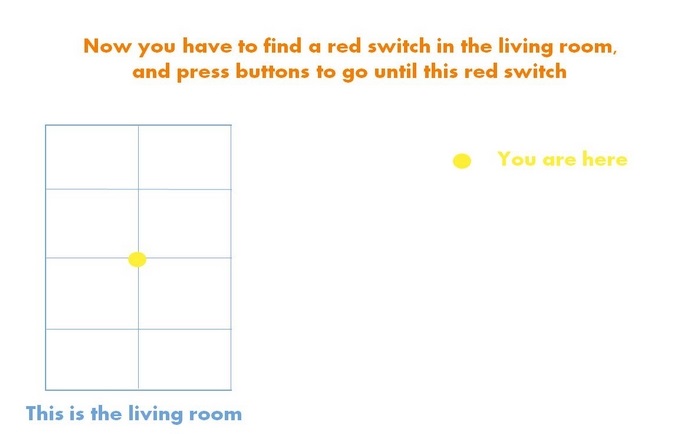 Now you have to find a red switch in the living room,
and press buttons to go until this red switch
You are here
This is the living room